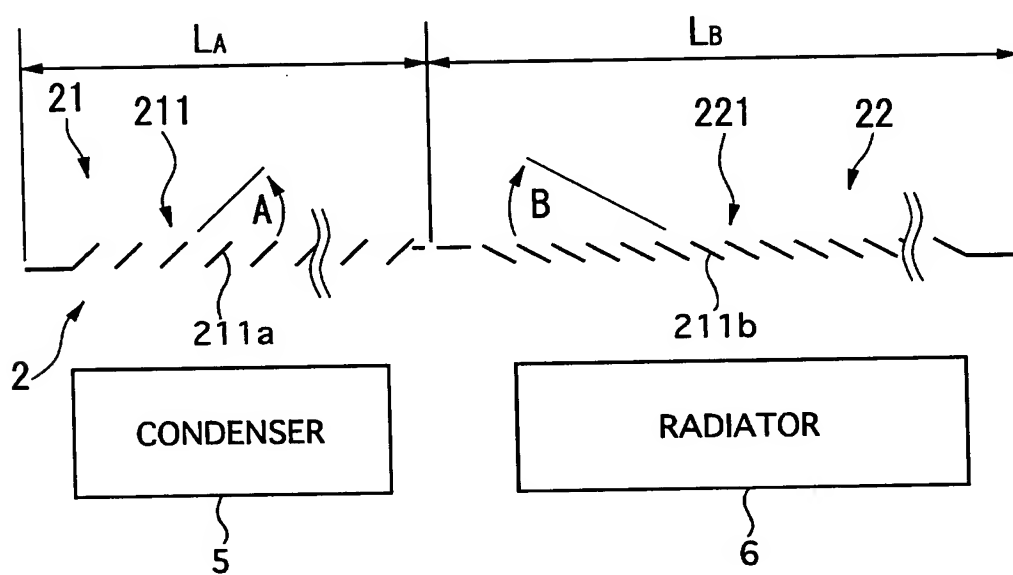 LA LB
21 211 221 22
A B
211a 211b
2
CONDENSER RADIATOR
5 6